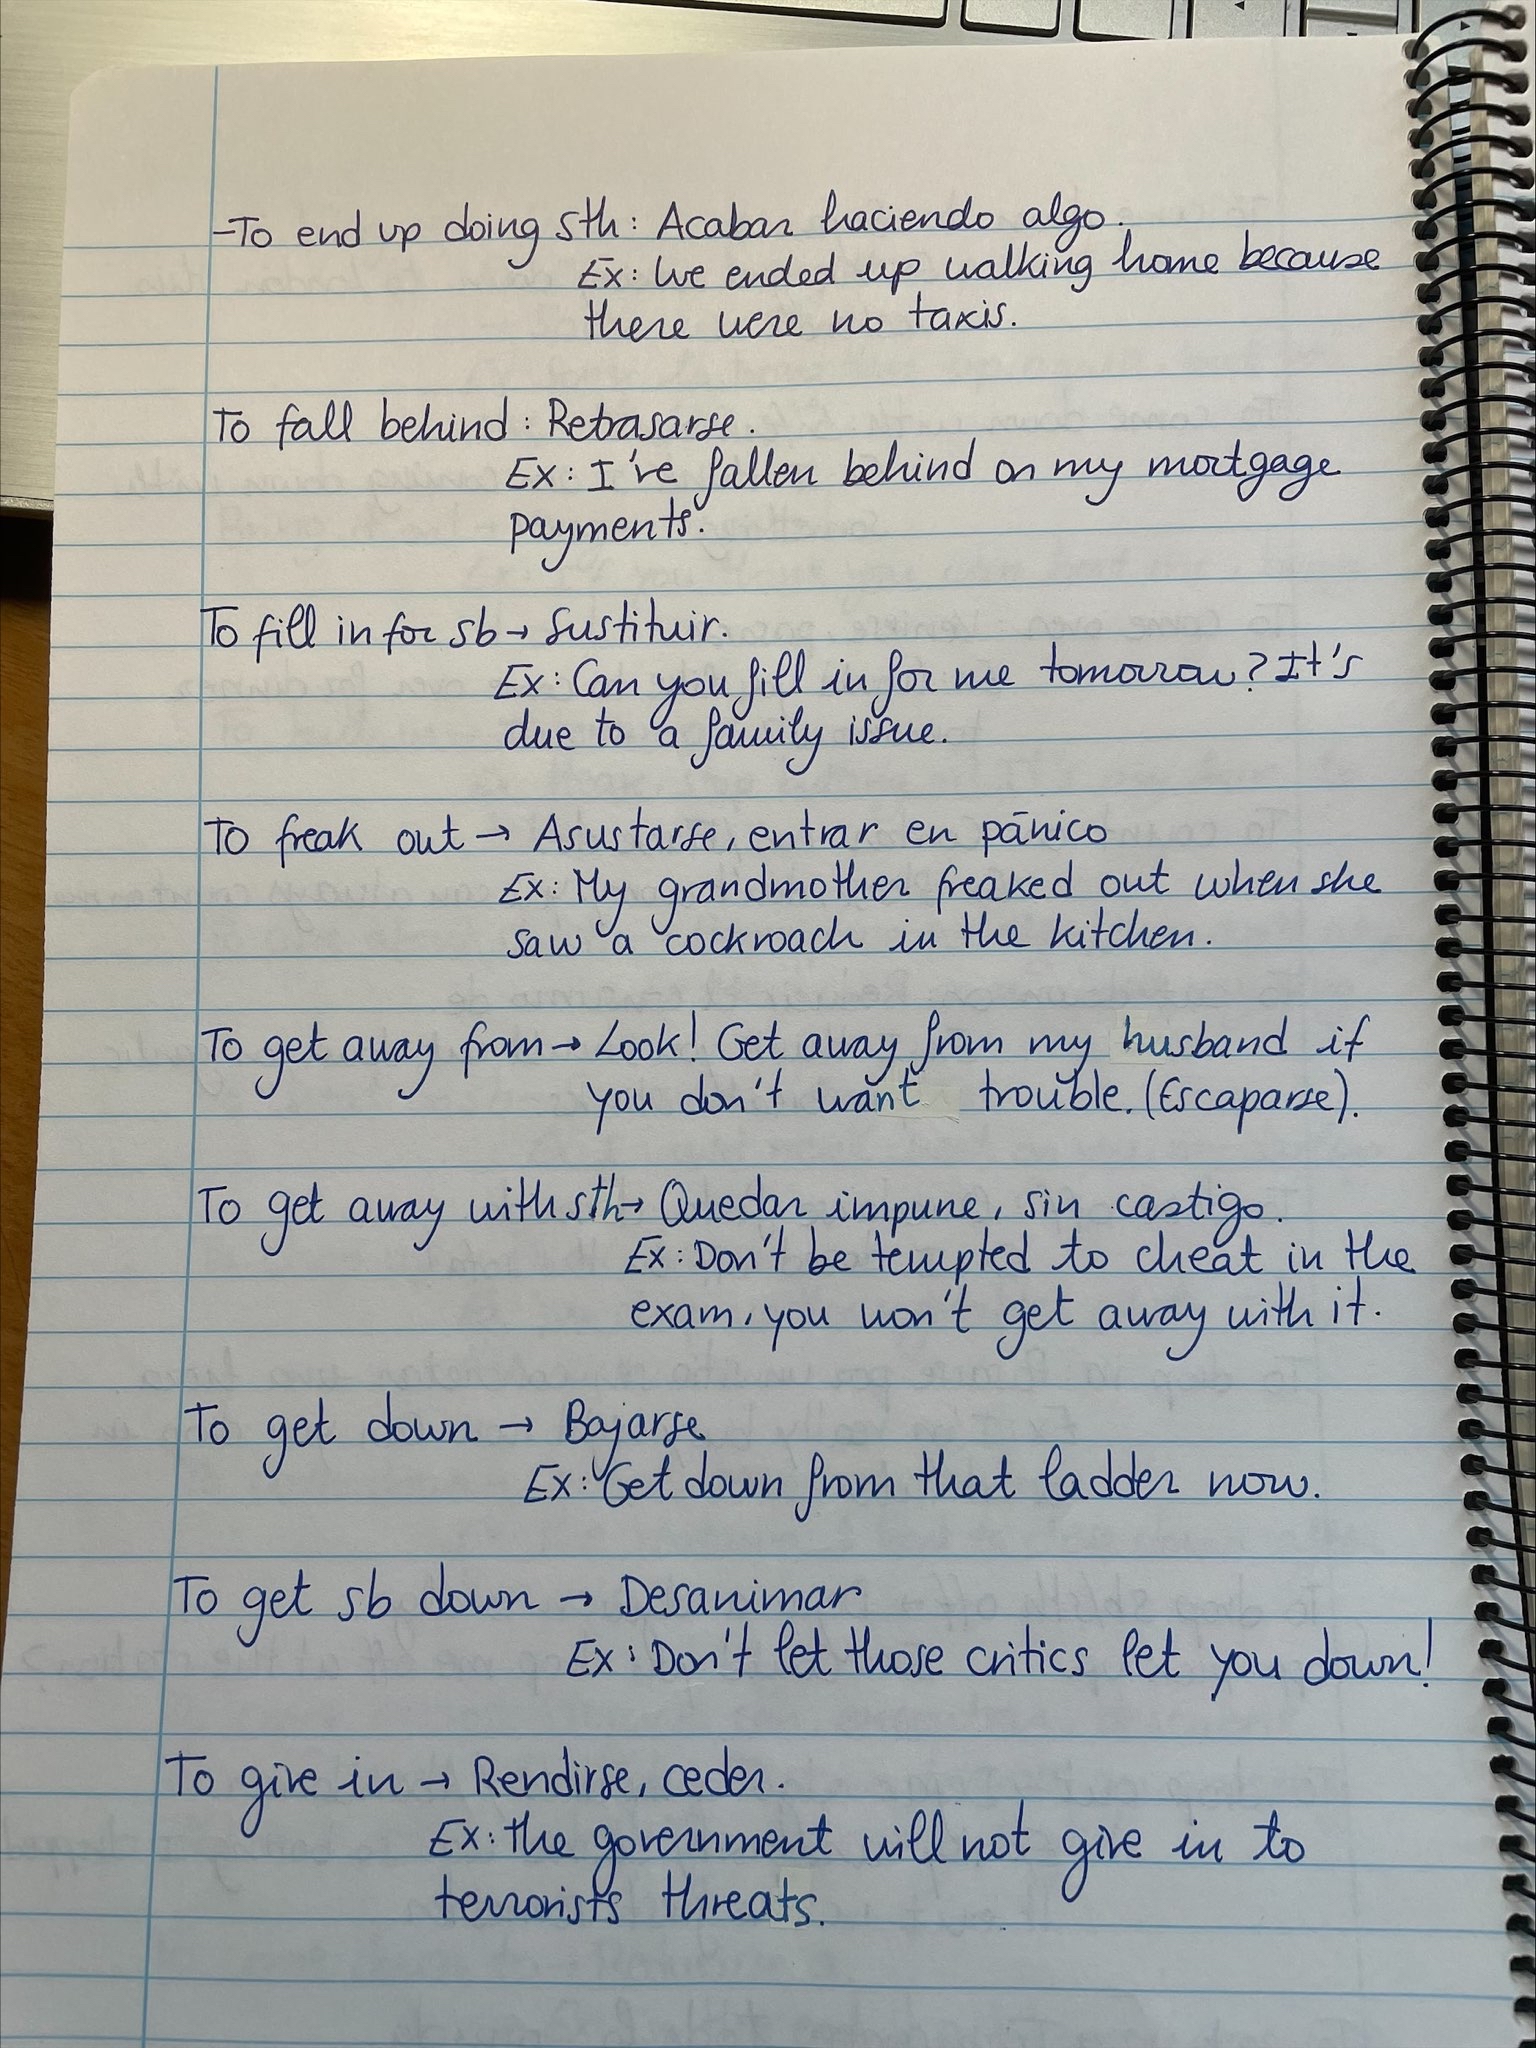 -To end up doing sth: Acabar haciendo algo.
Ex: We ended up walking home because
there were no taxis.
To fall behind: Retrasarse.
Ex: I've fallen behind on my mortgage
payments.
To fill in for sb → Sustituir.
Ex: Can you fill in for me tomorrow? It's
due to a family issue.
To freak out → Asustarse, entrar en pánico
Ex: My grandmother freaked out when she
saw a cockroach in the kitchen.
To get away from → Look! Get away from my husband if
you don't want trouble. (Escaparse).
To get away with sth → Quedar impune, sin castigo.
Ex: Don't be tempted to cheat in the
exam, you won't get away with it.
To get down → Bajarse
Ex: Get down from that ladder now.
To get sb down → Desanimar
Ex: Don't let those critics let you down!
To give in → Rendirse, ceder.
Ex: the government will not give in to
terrorists threats.